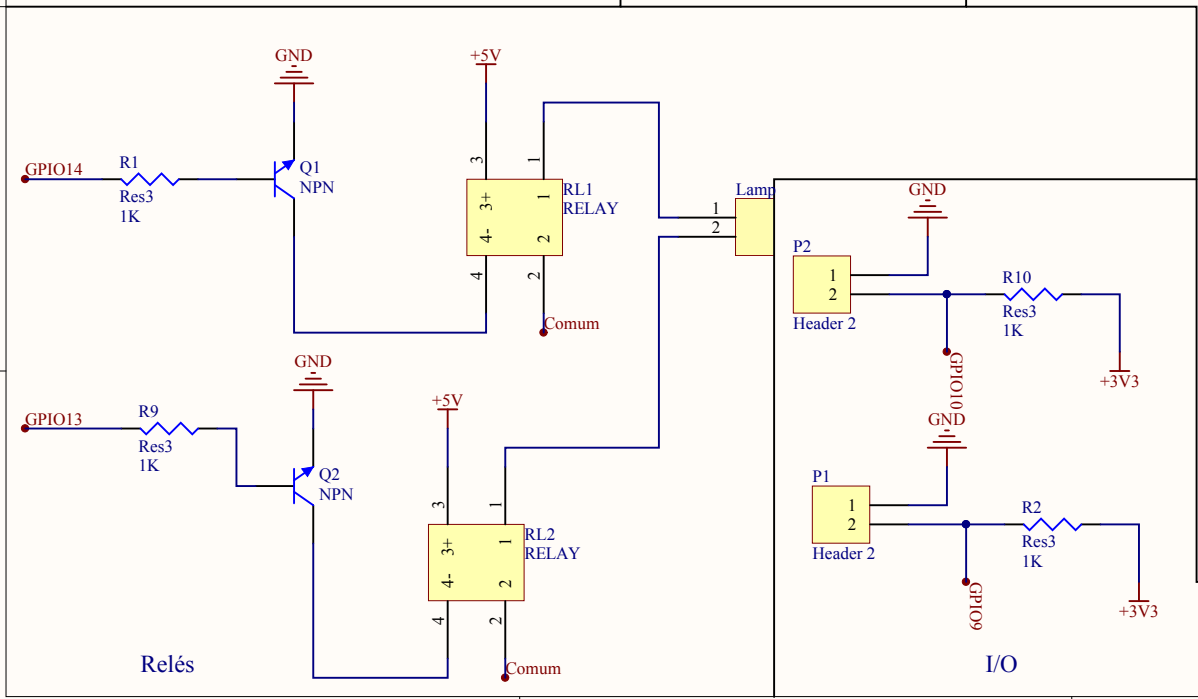 GND
+5V
GPIO14
R1
Res3
1K
Q1
NPN
3
1
3+
1
4-
2
RL1
RELAY
4
2
Comum
Lamp
1
2
GND
P2
1
2
Header 2
R10
Res3
1K
GPIO10
+3V3
GND
GPIO13
R9
Res3
1K
Q2
NPN
+5V
3
1
3+
1
4-
2
RL2
RELAY
4
2
Comum
GND
P1
1
2
Header 2
R2
Res3
1K
GPIO9
+3V3
Relés
I/O